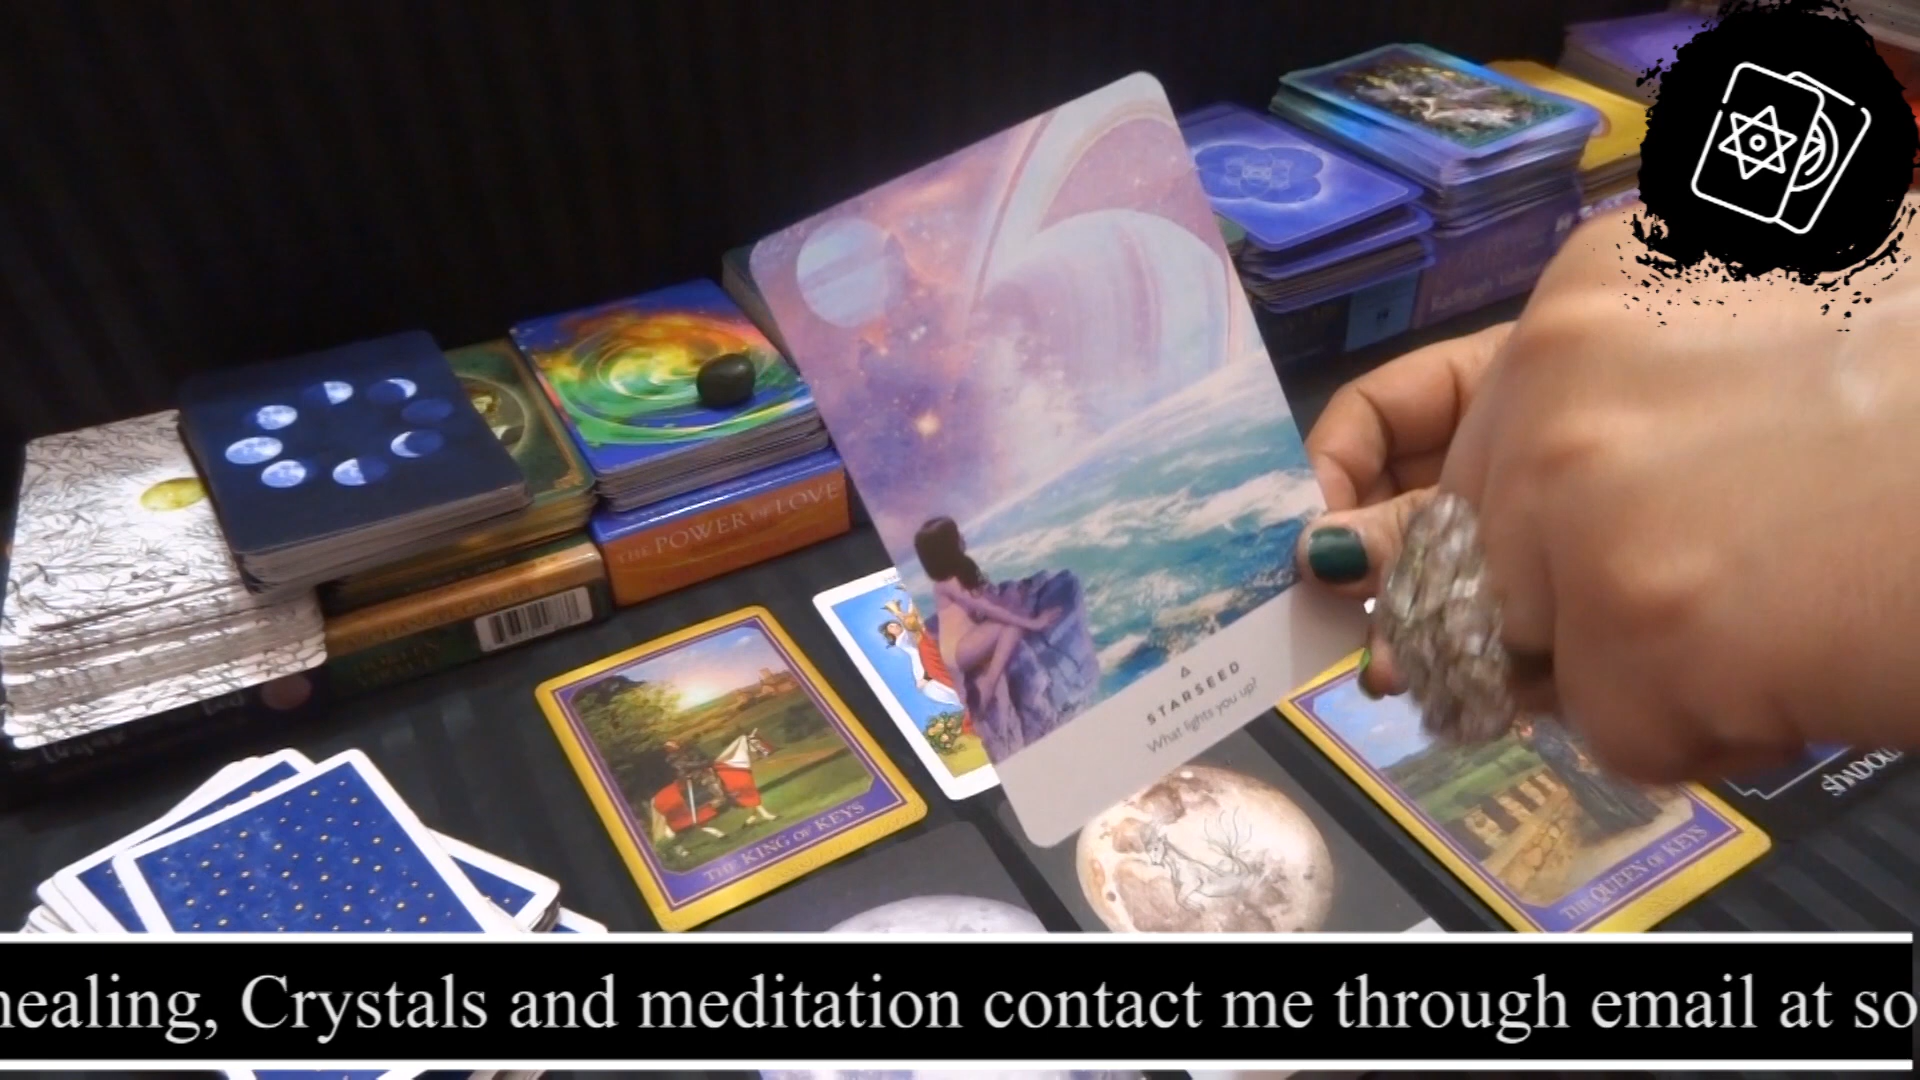 THE POWER OF LOVE
STARSEED
What lights you up?
THE KING OF KEYS
THE QUEEN OF KEYS
healing, Crystals and meditation contact me through email at so